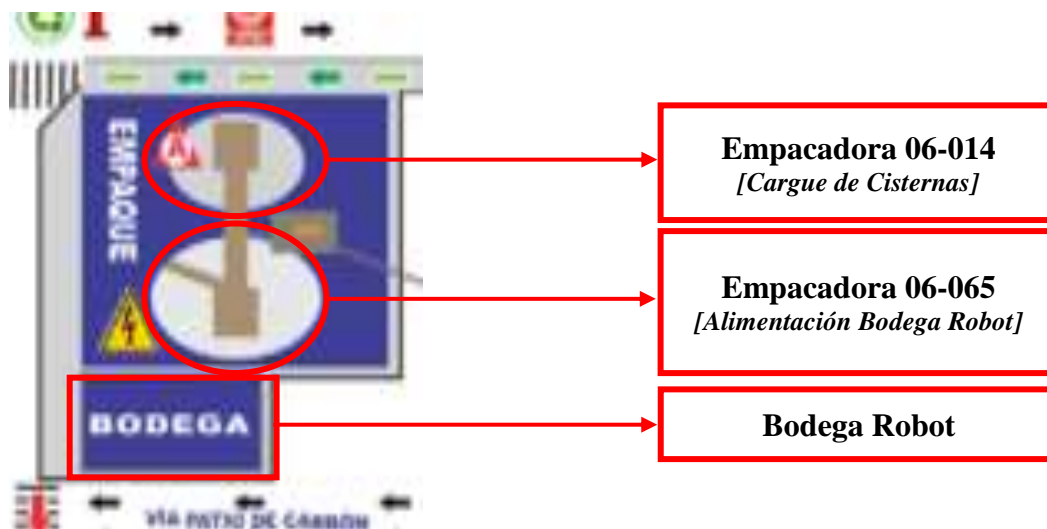 EMPAQUE
A
BODEGA
VÍA PATIO DE CARBÓN
Empacadora 06-014
[Cargue de Cisternas]
Empacadora 06-065
[Alimentación Bodega Robot]
Bodega Robot